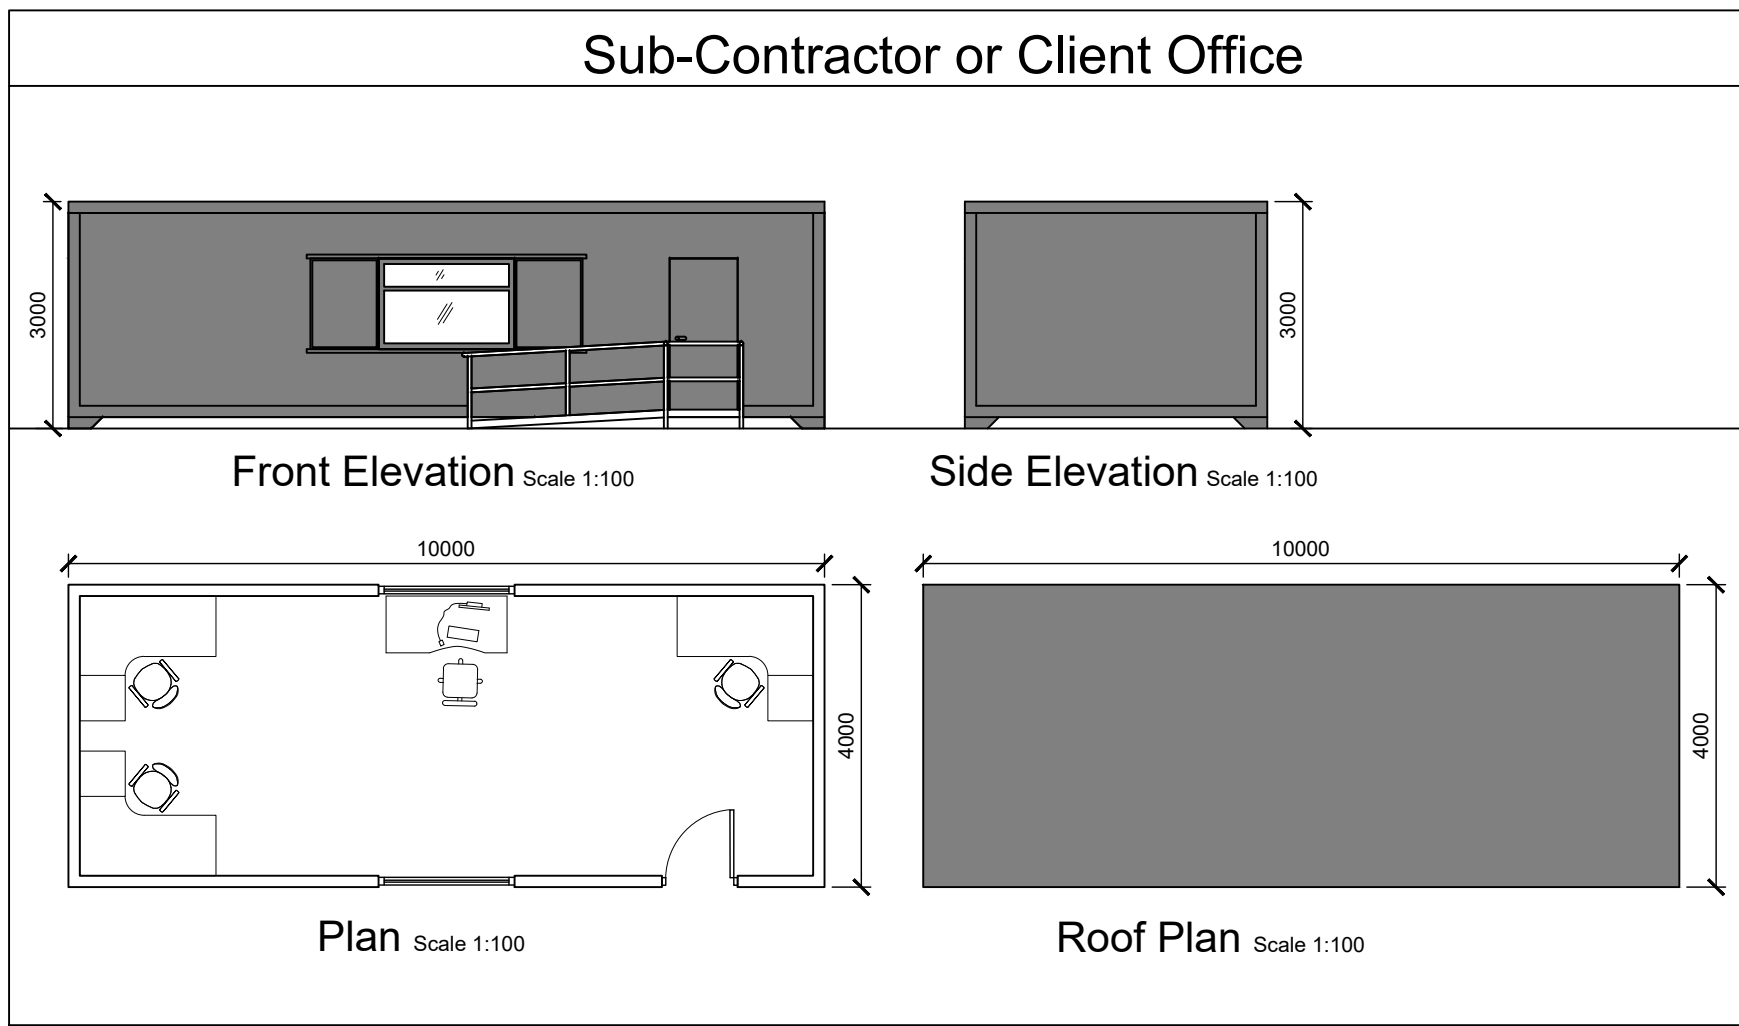 Sub-Contractor or Client Office
3000
3000
Front Elevation Scale 1:100
Side Elevation Scale 1:100
10000
10000
4000
4000
Plan Scale 1:100
Roof Plan Scale 1:100